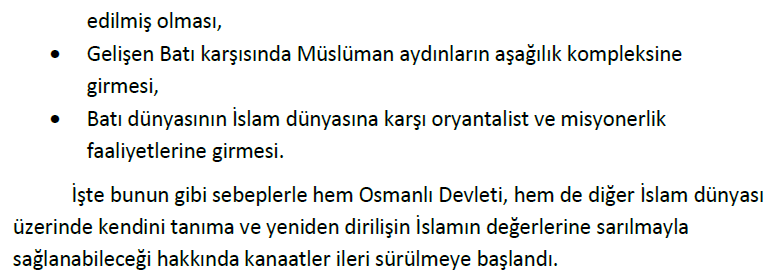 edilmiş olması,
• Gelişen Batı karşısında Müslüman aydınların aşağılık kompleksine
girmesi,
• Batı dünyasının İslam dünyasına karşı oryantalist ve misyonerlik
faaliyetlerine girmesi.
İşte bunun gibi sebeplerle hem Osmanlı Devleti, hem de diğer İslam dünyası
üzerinde kendini tanıma ve yeniden dirilişin İslamın değerlerine sarılmayla
sağlanabileceği hakkında kanaatler ileri sürülmeye başlandı.